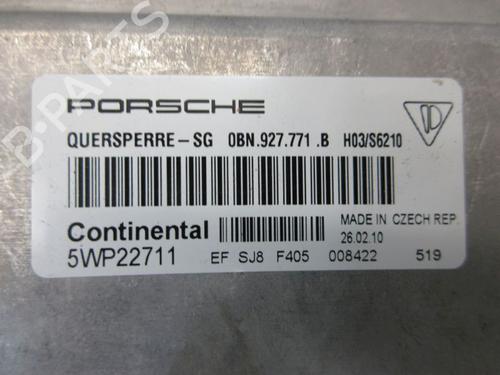 PORSCHE
QUERSPERRE-SG 0BN.927.771 .B H03/S6210
Continental MADE IN CZECH REP.
26.02.10
5WP22711 EF SJ8 F405 008422 519
B-PARTS